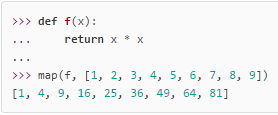 >>> def f(x):
...     return x * x
...
>>> map(f, [1, 2, 3, 4, 5, 6, 7, 8, 9])
[1, 4, 9, 16, 25, 36, 49, 64, 81]